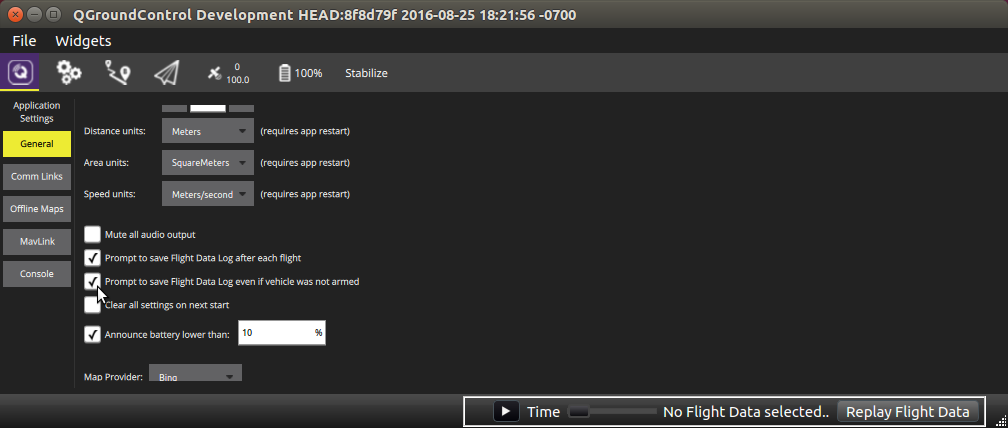 QGroundControl Development HEAD:8f8d79f 2016-08-25 18:21:56 -0700
File Widgets
0
100.0
100%
Stabilize
Application
Settings
General
Comm Links
Offline Maps
MavLink
Console
Distance units: Meters (requires app restart)
Area units: SquareMeters (requires app restart)
Speed units: Meters/second (requires app restart)
Mute all audio output
Prompt to save Flight Data Log after each flight
Prompt to save Flight Data Log even if vehicle was not armed
Clear all settings on next start
Announce battery lower than: 10 %
Map Provider: Bing
Time No Flight Data selected.. Replay Flight Data